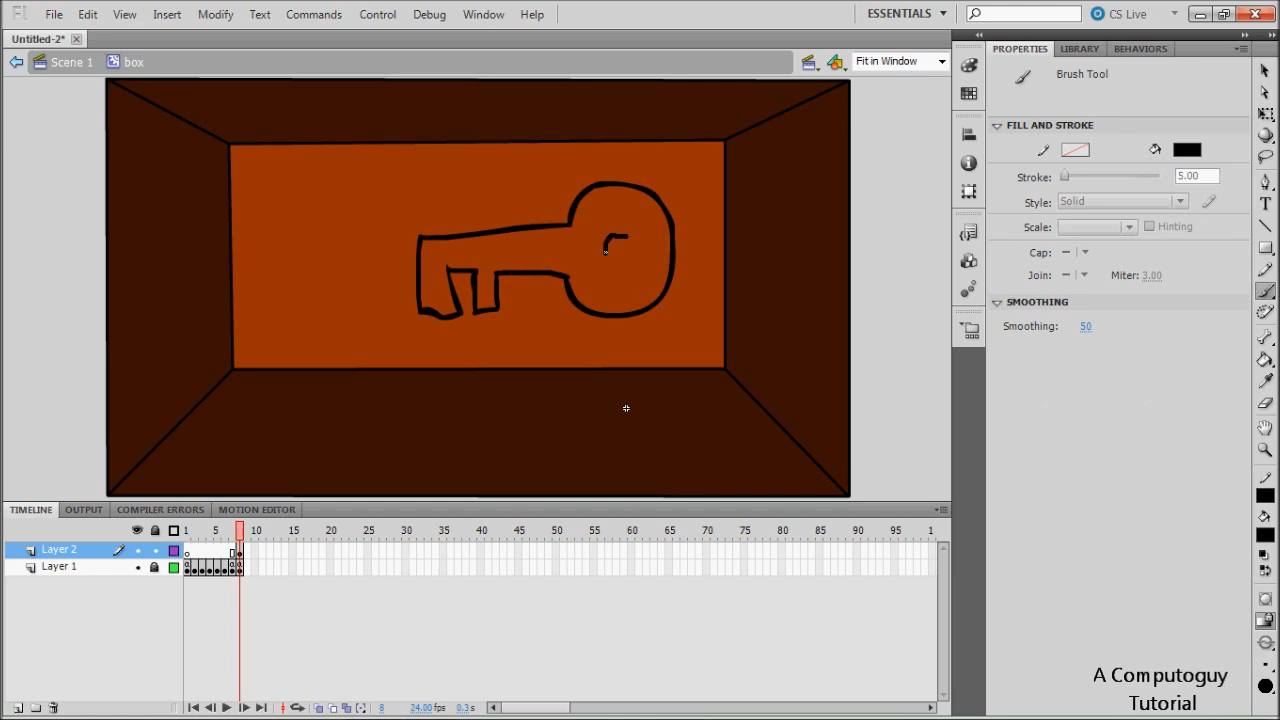 Fl File Edit View Insert Modify Text Commands Control Debug Window Help ESSENTIALS CS Live
Untitled-2*
Scene 1 box Fit in Window
PROPERTIES LIBRARY BEHAVIORS
Brush Tool
FILL AND STROKE
Stroke: 5.00
Style: Solid
Scale: Hinting
Cap:
Join: Miter: 3.00
SMOOTHING
Smoothing: 50
TIMELINE OUTPUT COMPILER ERRORS MOTION EDITOR
1 5 10 15 20 25 30 35 40 45 50 55 60 65 70 75 80 85 90 95 1
Layer 2
Layer 1
8 24.00fps 0.3s
A Computoguy
Tutorial